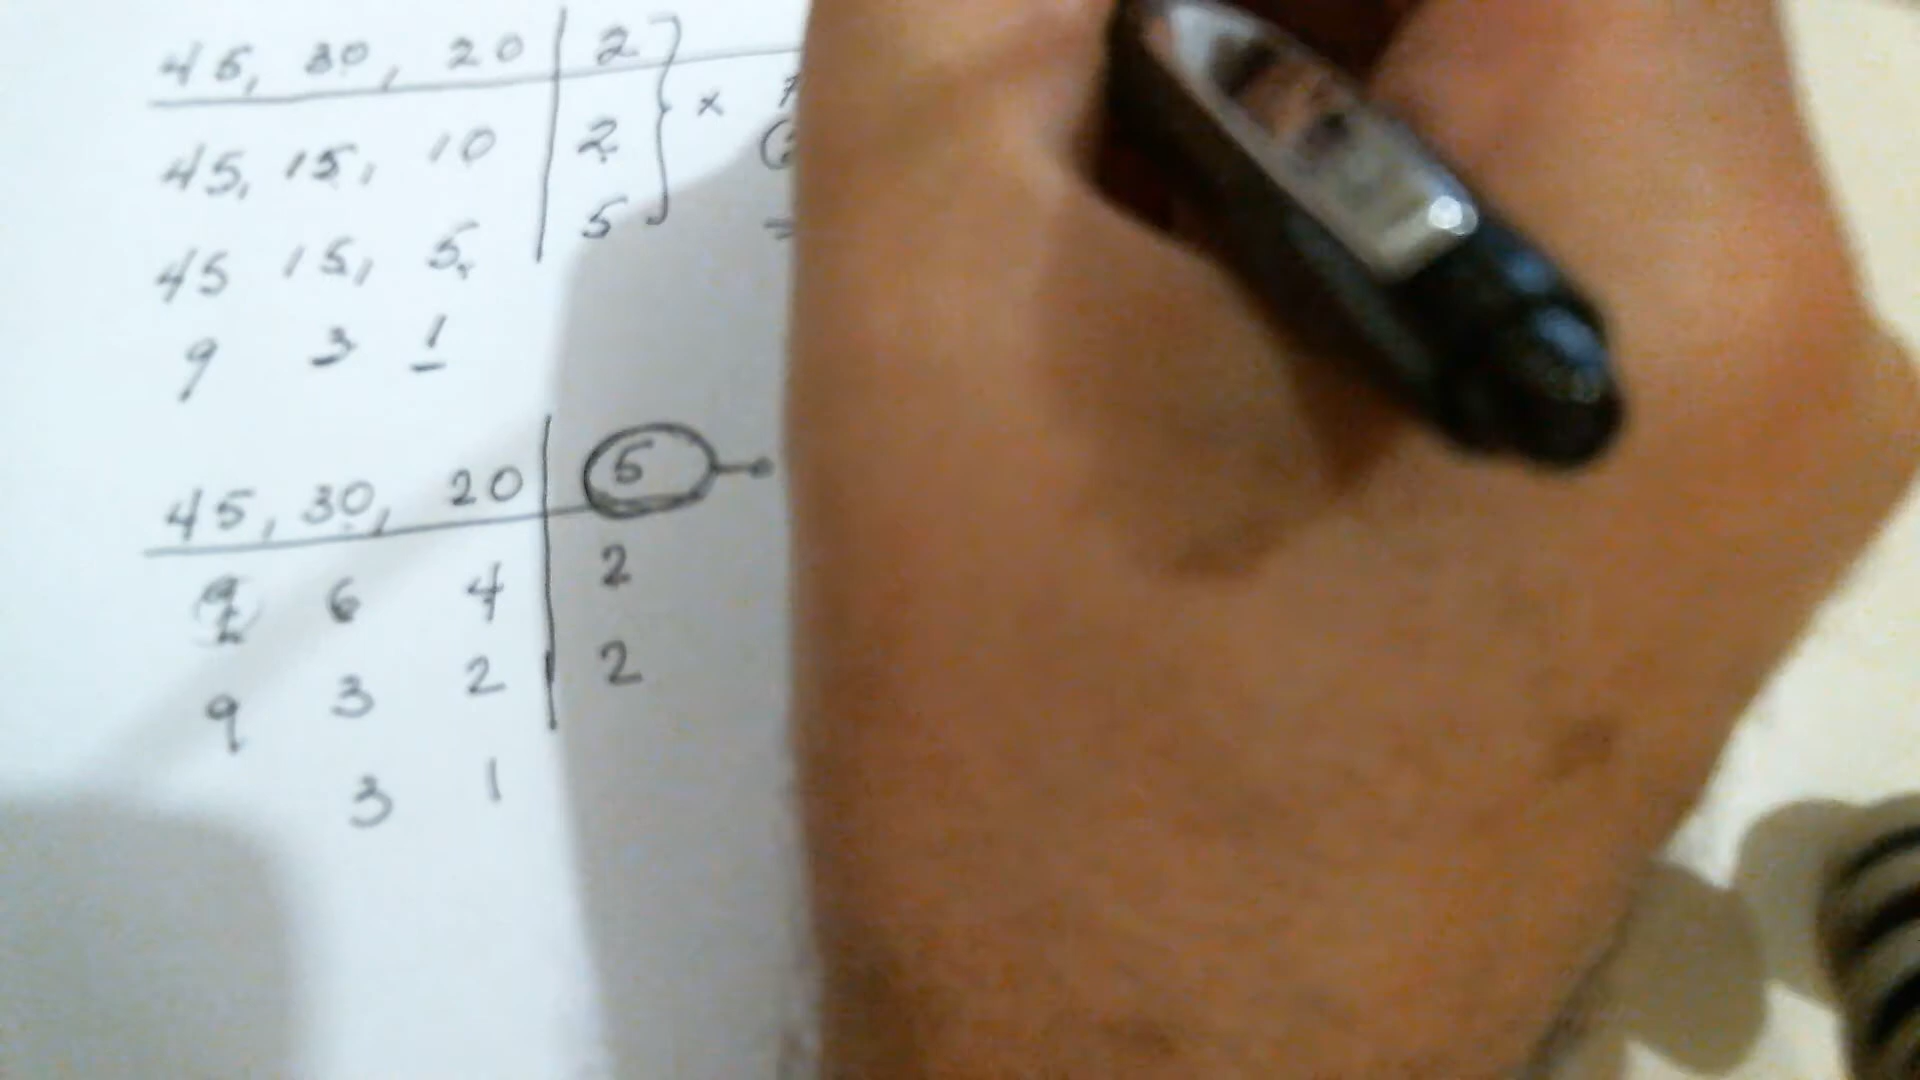 45, 30, 20 | 2
45, 15, 10 | 2 } ×
45 15, 5, | 5
9 3 1
45, 30, 20 | 5
9 6 4 | 2
9 3 2 | 2
3 1